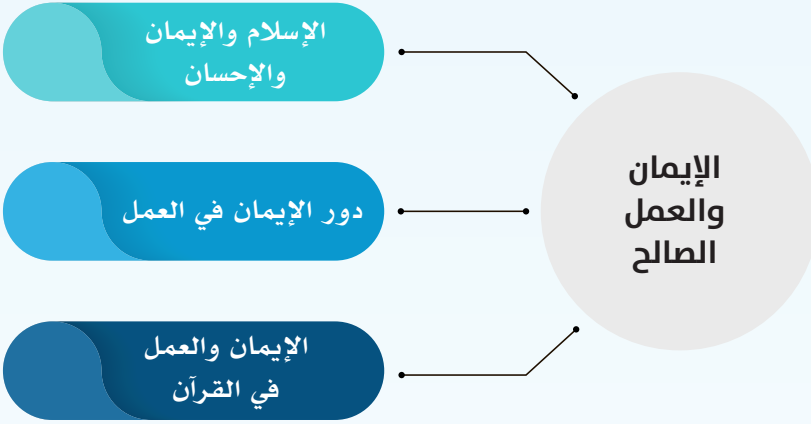 الإيمان
والعمل
الصالح
الإسلام والإيمان
والإحسان
دور الإيمان في العمل
الإيمان والعمل
في القرآن